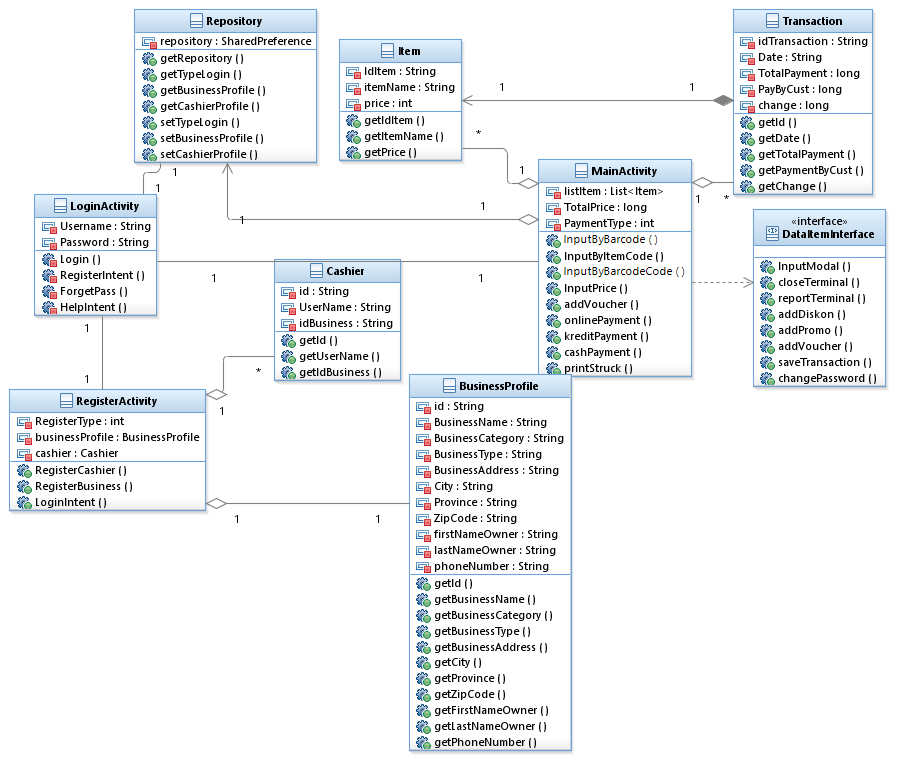 Repository
repository : SharedPreference
getRepository ( )
getTypeLogin ( )
getBusinessProfile ( )
getCashierProfile ( )
setTypeLogin ( )
setBusinessProfile ( )
setCashierProfile ( )
Item
IdItem : String
itemName : String
price : int
getIdItem ( )
getItemName ( )
getPrice ( )
Transaction
idTransaction : String
Date : String
TotalPayment : long
PayByCust : long
change : long
getId ( )
getDate ( )
getTotalPayment ( )
getPaymentByCust ( )
getChange ( )
1
1
*
1
1
*
1
1
1
1
MainActivity
listItem : List<Item>
TotalPrice : long
PaymentType : int
InputByBarcode ( )
InputByItemCode ( )
InputByBarcodeCode ( )
InputPrice ( )
addVoucher ( )
onlinePayment ( )
kreditPayment ( )
cashPayment ( )
printStruck ( )
LoginActivity
Username : String
Password : String
Login ( )
RegisterIntent ( )
ForgetPass ( )
HelpIntent ( )
«interface»
DataItemInterface
InputModal ( )
closeTerminal ( )
reportTerminal ( )
addDiskon ( )
addPromo ( )
addVoucher ( )
saveTransaction ( )
changePassword ( )
1
1
Cashier
id : String
UserName : String
idBusiness : String
getId ( )
getUserName ( )
getIdBusiness ( )
1
1
*
1
RegisterActivity
RegisterType : int
businessProfile : BusinessProfile
cashier : Cashier
RegisterCashier ( )
RegisterBusiness ( )
LoginIntent ( )
1
1
BusinessProfile
id : String
BusinessName : String
BusinessCategory : String
BusinessType : String
BusinessAddress : String
City : String
Province : String
ZipCode : String
firstNameOwner : String
lastNameOwner : String
phoneNumber : String
getId ( )
getBusinessName ( )
getBusinessCategory ( )
getBusinessType ( )
getBusinessAddress ( )
getCity ( )
getProvince ( )
getZipCode ( )
getFirstNameOwner ( )
getLastNameOwner ( )
getPhoneNumber ( )